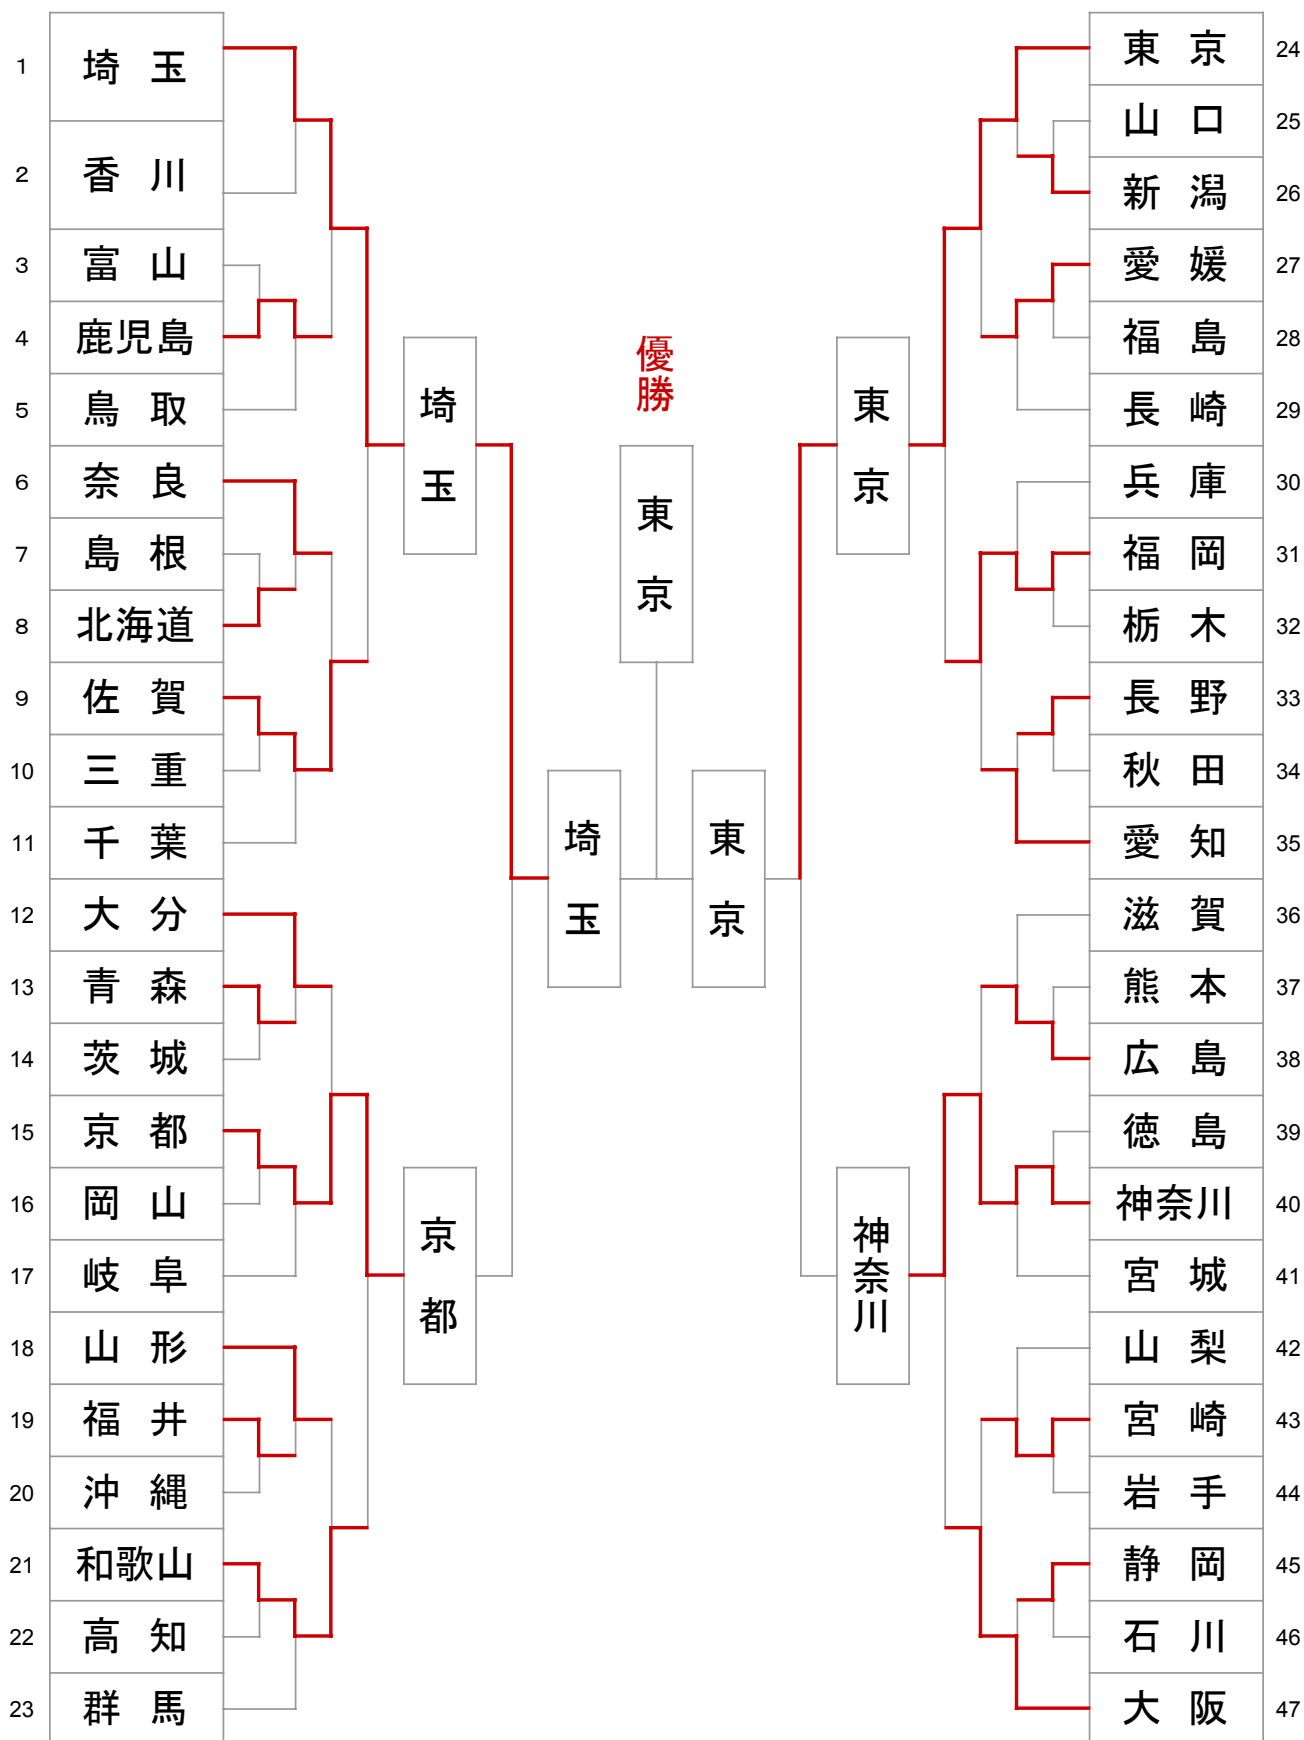 1 埼玉
2 香川
3 富山
4 鹿児島
5 鳥取
6 奈良
7 島根
8 北海道
9 佐賀
10 三重
11 千葉
12 大分
13 青森
14 茨城
15 京都
16 岡山
17 岐阜
18 山形
19 福井
20 沖縄
21 和歌山
22 高知
23 群馬
埼玉
京都
埼玉
優勝
東京
東京
東京
神奈川
東京 24
山口 25
新潟 26
愛媛 27
福島 28
長崎 29
兵庫 30
福岡 31
栃木 32
長野 33
秋田 34
愛知 35
滋賀 36
熊本 37
広島 38
徳島 39
神奈川 40
宮城 41
山梨 42
宮崎 43
岩手 44
静岡 45
石川 46
大阪 47